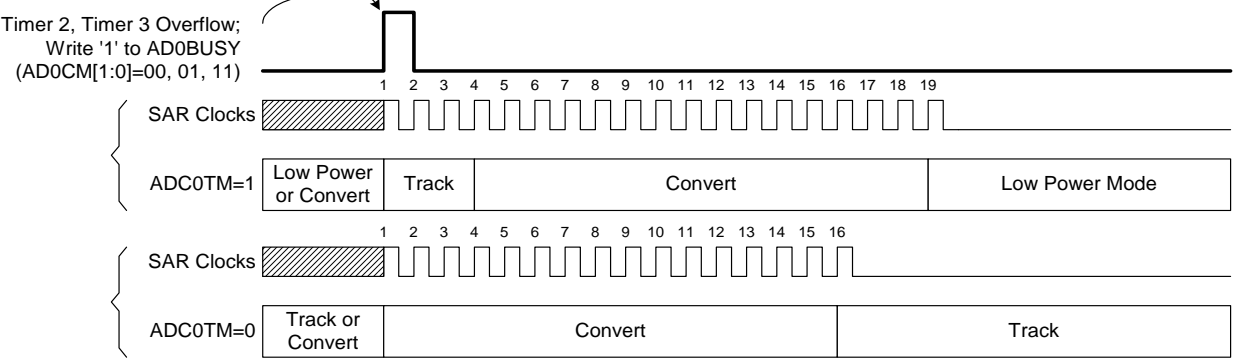 Timer 2, Timer 3 Overflow;
Write '1' to AD0BUSY
(AD0CM[1:0]=00, 01, 11)
1 2 3 4 5 6 7 8 9 10 11 12 13 14 15 16 17 18 19
SAR Clocks
ADC0TM=1
Low Power
or Convert
Track
Convert
Low Power Mode
1 2 3 4 5 6 7 8 9 10 11 12 13 14 15 16
SAR Clocks
ADC0TM=0
Track or
Convert
Convert
Track